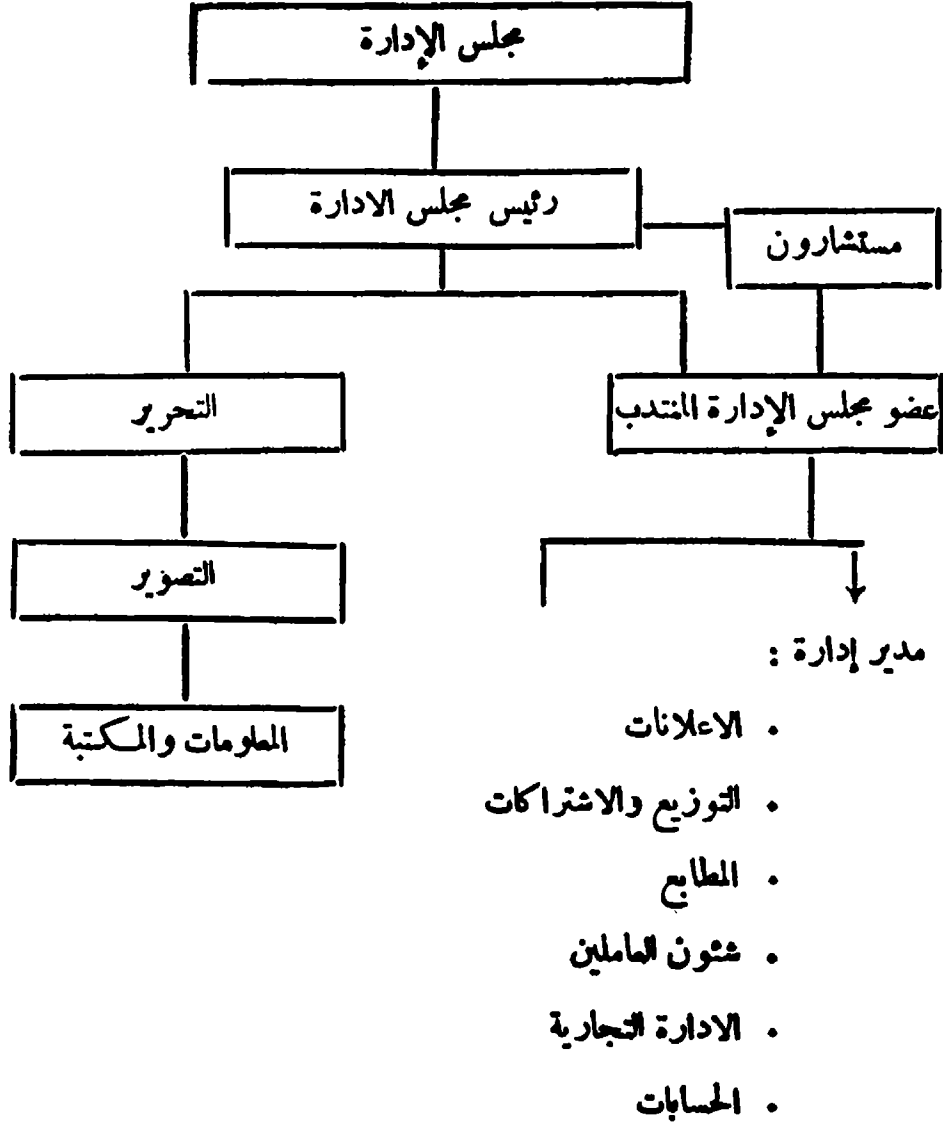 مجلس الإدارة
رئيس مجلس الادارة
مستشارون
عضو مجلس الإدارة المنتدب
التحرير
التصوير
المعلومات والمكتبة
مدير إدارة :
• الاعلانات
• التوزيع والاشتراكات
• المطابع
• شئون العاملين
• الادارة التجارية
• الحسابات